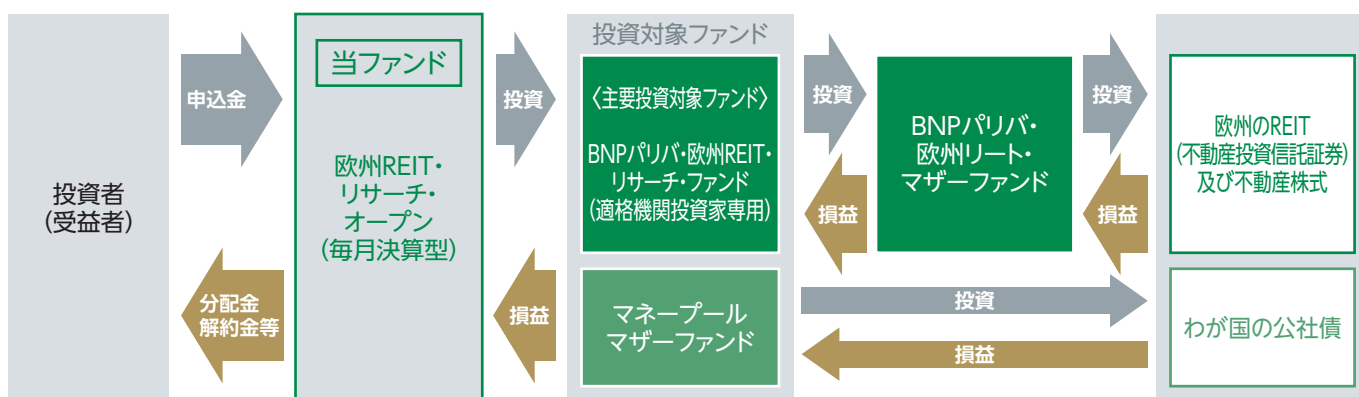 投資者
(受益者)
申込金
分配金
解約金等
当ファンド
欧州REIT・
リサーチ・
オープン
(毎月決算型)
投資
損益
投資対象ファンド
〈主要投資対象ファンド〉
BNPパリバ・欧州REIT・
リサーチ・ファンド
(適格機関投資家専用)
マネープール
マザーファンド
投資
損益
BNPパリバ・
欧州リート・
マザーファンド
投資
損益
投資
損益
欧州のREIT
(不動産投資信託証券)
及び不動産株式
わが国の公社債